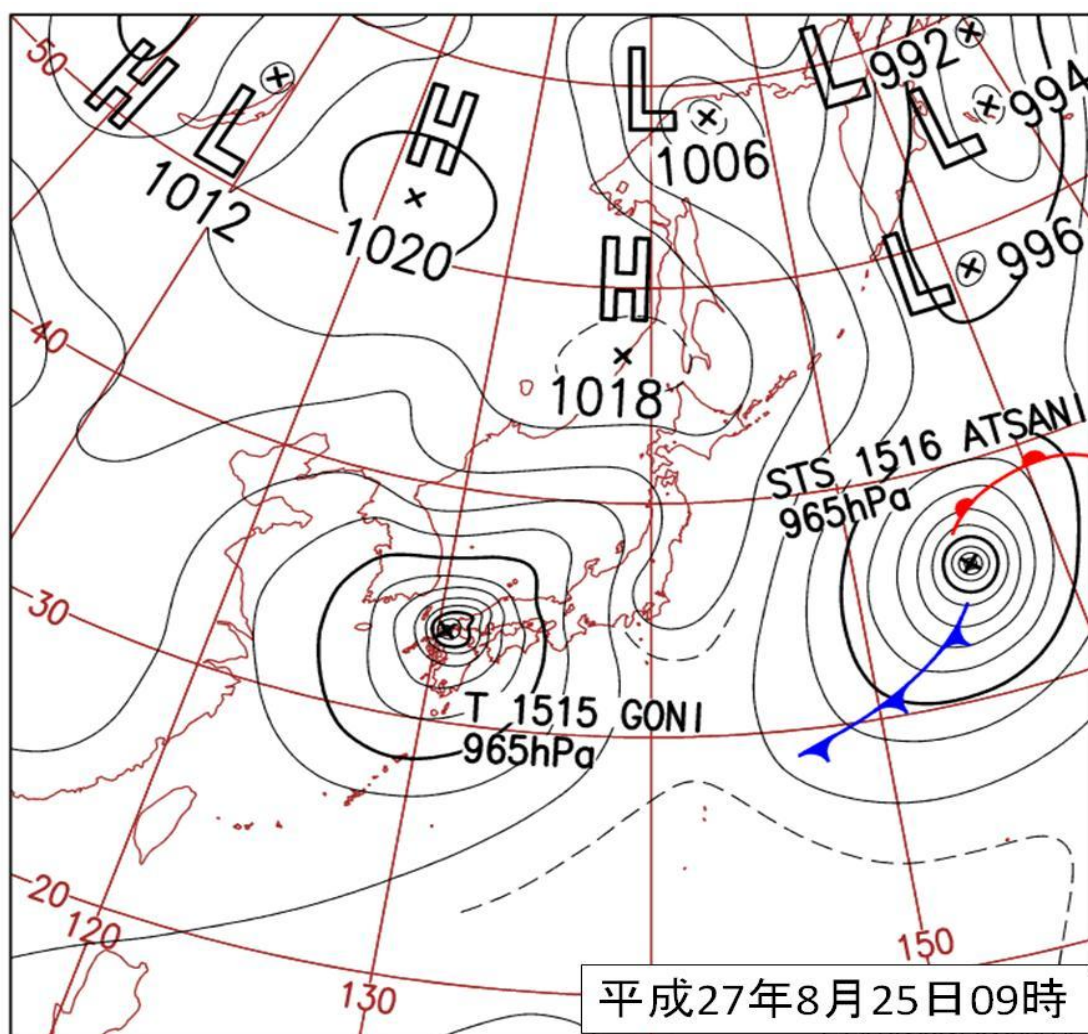 50
H
L
1012
H
1020
L
1006
L
992
L
994
L
996
H
1018
40
STS 1516 ATSANI
965hPa
30
T 1515 GONI
965hPa
20
120
130
150
平成27年8月25日09時